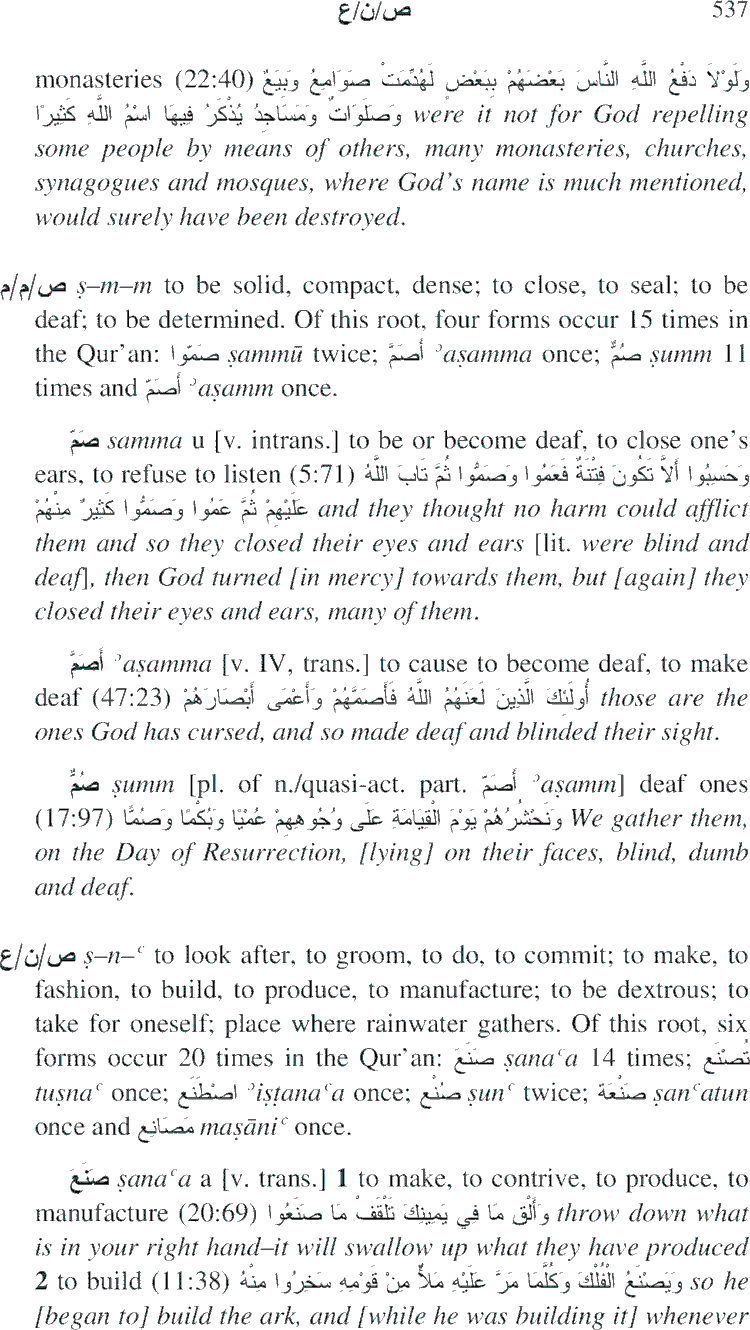 ص/ن/ع 537
monasteries (22:40) وَلَوْلاَ دَفْعُ اللَّهِ النَّاسَ بَعْضَهُمْ بِبَعْضٍ لَهُدِّمَتْ صَوَامِعُ وَبِيَعٌ
وَصَلَوَاتٌ وَمَسَاجِدُ يُذْكَرُ فِيهَا اسْمُ اللَّهِ كَثِيرًا were it not for God repelling
some people by means of others, many monasteries, churches,
synagogues and mosques, where God's name is much mentioned,
would surely have been destroyed.
ص/م/م ṣ–m–m to be solid, compact, dense; to close, to seal; to be
deaf; to be determined. Of this root, four forms occur 15 times in
the Qur'an: صَمّوا ṣammū twice; أَصَمَّ ʾaṣamma once; صُمٌّ ṣumm 11
times and أَصَمّ ʾaṣamm once.
صَمّ samma u [v. intrans.] to be or become deaf, to close one's
ears, to refuse to listen (5:71) وَحَسِبُوا أَلاَّ تَكُونَ فِتْنَةٌ فَعَمُوا وَصَمُّوا ثُمَّ تَابَ اللَّهُ
عَلَيْهِمْ ثُمَّ عَمُوا وَصَمُّوا كَثِيرٌ مِنْهُمْ and they thought no harm could afflict
them and so they closed their eyes and ears [lit. were blind and
deaf], then God turned [in mercy] towards them, but [again] they
closed their eyes and ears, many of them.
أَصَمَّ ʾaṣamma [v. IV, trans.] to cause to become deaf, to make
deaf (47:23) أُولَئِكَ الَّذِينَ لَعَنَهُمُ اللَّهُ فَأَصَمَّهُمْ وَأَعْمَى أَبْصَارَهُمْ those are the
ones God has cursed, and so made deaf and blinded their sight.
صُمٌّ ṣumm [pl. of n./quasi-act. part. أَصَمّ ʾaṣamm] deaf ones
(17:97) وَنَحْشُرُهُمْ يَوْمَ الْقِيَامَةِ عَلَى وُجُوهِهِمْ عُمْيًا وَبُكْمًا وَصُمًّا We gather them,
on the Day of Resurrection, [lying] on their faces, blind, dumb
and deaf.
ص/ن/ع ṣ–n–ʿ to look after, to groom, to do, to commit; to make, to
fashion, to build, to produce, to manufacture; to be dextrous; to
take for oneself; place where rainwater gathers. Of this root, six
forms occur 20 times in the Qur'an: صَنَعَ ṣanaʿa 14 times; تُصْنَع
tuṣnaʿ once; اصْطَنَع ʾiṣṭanaʿa once; صُنْع ṣunʿ twice; صَنْعَة ṣanʿatun
once and مَصَانِع maṣāniʿ once.
صَنَعَ ṣanaʿa a [v. trans.] 1 to make, to contrive, to produce, to
manufacture (20:69) وَأَلْقِ مَا فِي يَمِينِكَ تَلْقَفْ مَا صَنَعُوا throw down what
is in your right hand–it will swallow up what they have produced
2 to build (11:38) وَيَصْنَعُ الْفُلْكَ وَكُلَّمَا مَرَّ عَلَيْهِ مَلأٌ مِنْ قَوْمِهِ سَخِرُوا مِنْهُ so he
[began to] build the ark, and [while he was building it] whenever